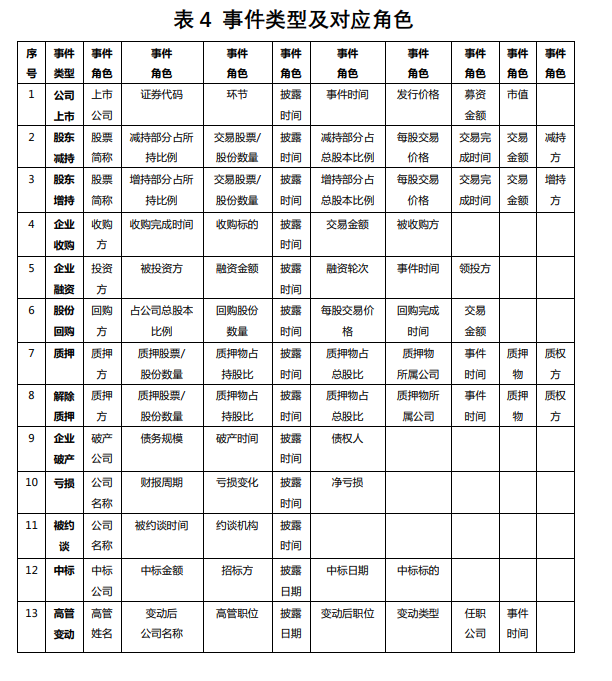 表 4 事件类型及对应角色
序号 事件类型 事件角色 事件角色 事件角色 事件角色 事件角色 事件角色 事件角色 事件角色 事件角色
1 公司上市 上市公司 证券代码 环节 披露时间 事件时间 发行价格 募资金额 市值
2 股东减持 股票简称 减持部分占所持比例 交易股票/股份数量 披露时间 减持部分占总股本比例 每股交易价格 交易完成时间 交易金额 减持方
3 股东增持 股票简称 增持部分占所持比例 交易股票/股份数量 披露时间 增持部分占总股本比例 每股交易价格 交易完成时间 交易金额 增持方
4 企业收购 收购方 收购完成时间 收购标的 披露时间 交易金额 被收购方
5 企业融资 投资方 被投资方 融资金额 披露时间 融资轮次 事件时间 领投方
6 股份回购 回购方 占公司总股本比例 回购股份数量 披露时间 每股交易价格 回购完成时间 交易金额
7 质押 质押方 质押股票/股份数量 质押物占持股比 披露时间 质押物占总股比 质押物所属公司 事件时间 质押物 质权方
8 解除质押 质押方 质押股票/股份数量 质押物占持股比 披露时间 质押物占总股比 质押物所属公司 事件时间 质押物 质权方
9 企业破产 破产公司 债务规模 破产时间 披露时间 债权人
10 亏损 公司名称 财报周期 亏损变化 披露时间 净亏损
11 被约谈 公司名称 被约谈时间 约谈机构 披露时间
12 中标 中标公司 中标金额 招标方 披露日期 中标日期 中标标的
13 高管变动 高管姓名 变动后公司名称 高管职位 披露日期 变动后职位 变动类型 任职公司 事件时间